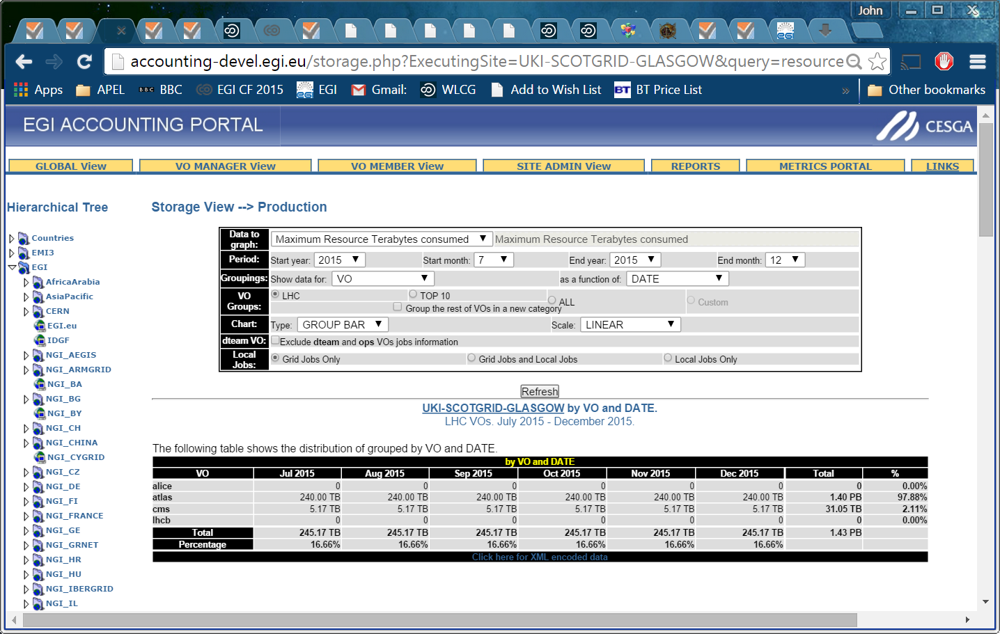 John
accounting-devel.egi.eu/storage.php?ExecutingSite=UKI-SCOTGRID-GLASGOW&query=resource
Apps APEL BBC BBC EGI CF 2015 EGI EGI Gmail: WLCG Add to Wish List BT BT Price List » Other bookmarks
EGI ACCOUNTING PORTAL CESGA
GLOBAL View VO MANAGER View VO MEMBER View SITE ADMIN View REPORTS METRICS PORTAL LINKS
Hierarchical Tree
Countries
EMI3
EGI
AfricaArabia
AsiaPacific
CERN
EGI.eu
IDGF
NGI_AEGIS
NGI_ARMGRID
NGI_BA
NGI_BG
NGI_BY
NGI_CH
NGI_CHINA
NGI_CYGRID
NGI_CZ
NGI_DE
NGI_FI
NGI_FRANCE
NGI_GE
NGI_GRNET
NGI_HR
NGI_HU
NGI_IBERGRID
NGI_IL
Storage View --> Production
Data to graph: Maximum Resource Terabytes consumed Maximum Resource Terabytes consumed
Period: Start year: 2015 Start month: 7 End year: 2015 End month: 12
Groupings: Show data for: VO as a function of: DATE
VO Groups: LHC TOP 10 ALL Custom
Group the rest of VOs in a new category
Chart: Type: GROUP BAR Scale: LINEAR
dteam VO: Exclude dteam and ops VOs jobs information
Local Jobs: Grid Jobs Only Grid Jobs and Local Jobs Local Jobs Only
Refresh
UKI-SCOTGRID-GLASGOW by VO and DATE.
LHC VOs. July 2015 - December 2015.
The following table shows the distribution of grouped by VO and DATE.
by VO and DATE
VO Jul 2015 Aug 2015 Sep 2015 Oct 2015 Nov 2015 Dec 2015 Total %
alice 0 0 0 0 0 0 0 0.00%
atlas 240.00 TB 240.00 TB 240.00 TB 240.00 TB 240.00 TB 240.00 TB 1.40 PB 97.88%
cms 5.17 TB 5.17 TB 5.17 TB 5.17 TB 5.17 TB 5.17 TB 31.05 TB 2.11%
lhcb 0 0 0 0 0 0 0 0.00%
Total 245.17 TB 245.17 TB 245.17 TB 245.17 TB 245.17 TB 245.17 TB 1.43 PB
Percentage 16.66% 16.66% 16.66% 16.66% 16.66% 16.66%
Click here for XML encoded data